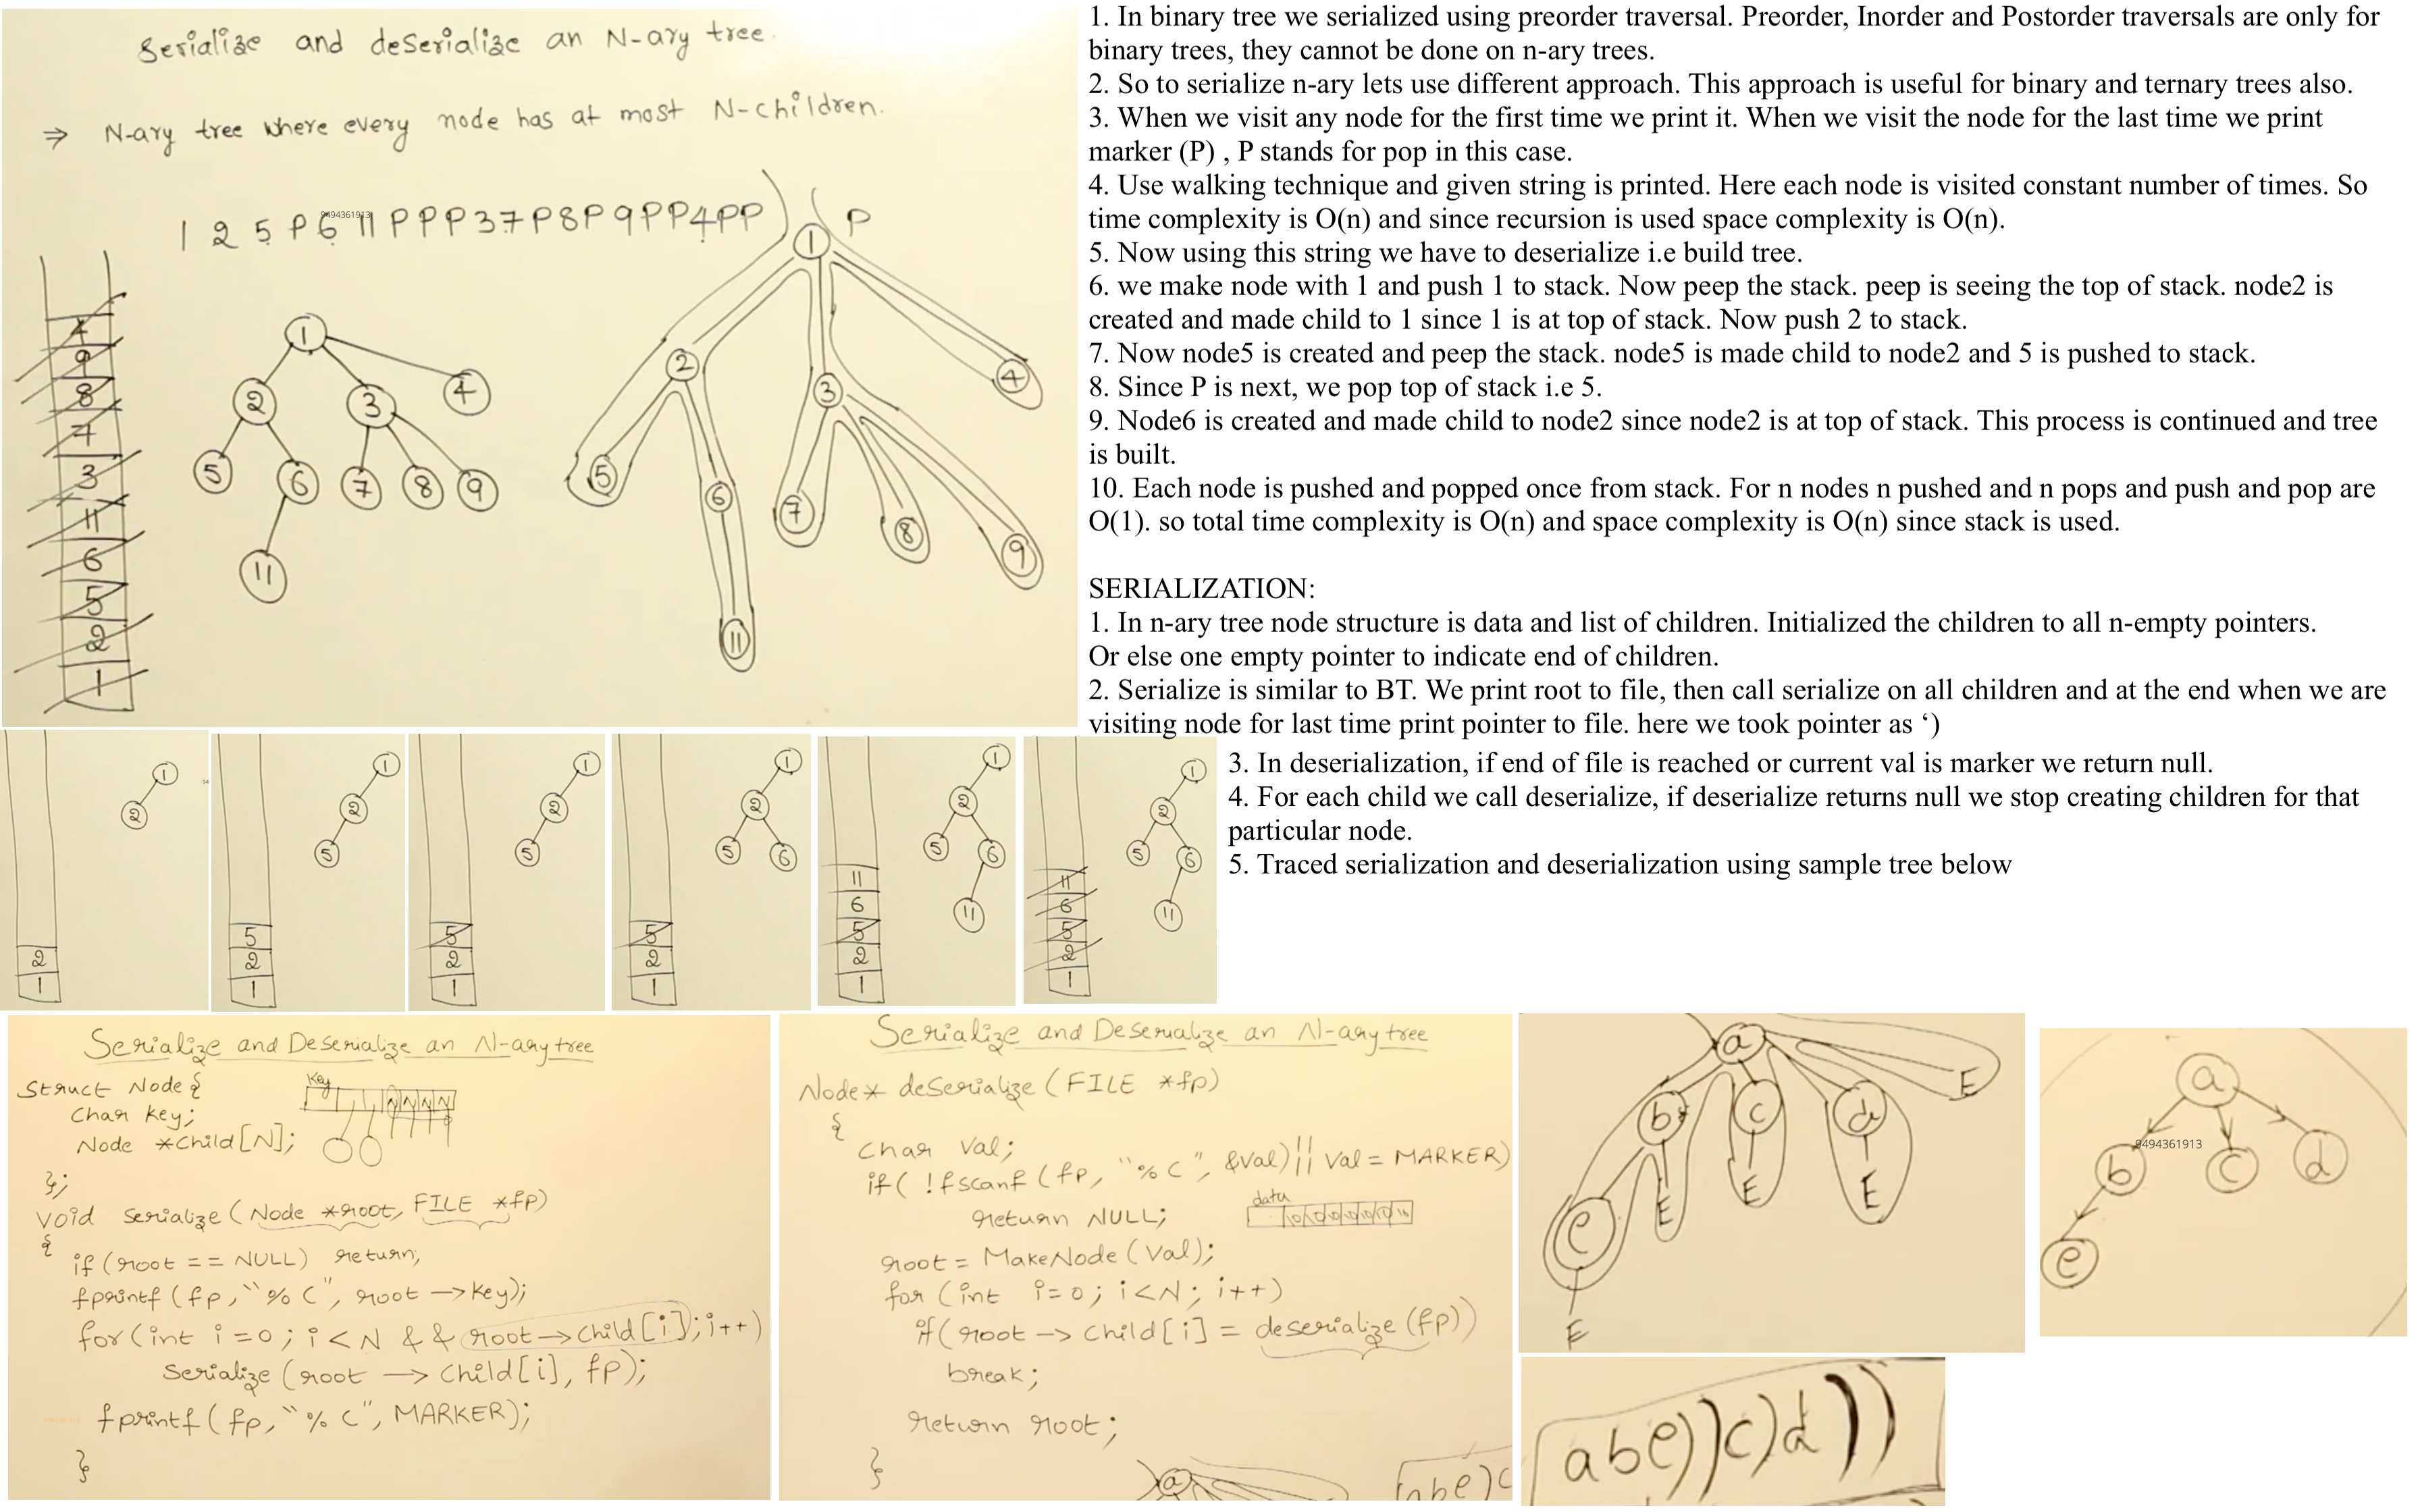 Serialize and deserialize an N-ary tree.
⇒ N-ary tree where every node has at most N-children.
1 2 5 P 6 11 P P P 3 7 P 8 P 9 P P 4 P P
9494361913
P
1
2
3
4
5
6
7
8
9
11
1
2
3
4
5
6
7
8
9
11
4
9
8
7
3
11
6
5
2
1
1. In binary tree we serialized using preorder traversal. Preorder, Inorder and Postorder traversals are only for
binary trees, they cannot be done on n-ary trees.
2. So to serialize n-ary lets use different approach. This approach is useful for binary and ternary trees also.
3. When we visit any node for the first time we print it. When we visit the node for the last time we print
marker (P) , P stands for pop in this case.
4. Use walking technique and given string is printed. Here each node is visited constant number of times. So
time complexity is O(n) and since recursion is used space complexity is O(n).
5. Now using this string we have to deserialize i.e build tree.
6. we make node with 1 and push 1 to stack. Now peep the stack. peep is seeing the top of stack. node2 is
created and made child to 1 since 1 is at top of stack. Now push 2 to stack.
7. Now node5 is created and peep the stack. node5 is made child to node2 and 5 is pushed to stack.
8. Since P is next, we pop top of stack i.e 5.
9. Node6 is created and made child to node2 since node2 is at top of stack. This process is continued and tree
is built.
10. Each node is pushed and popped once from stack. For n nodes n pushed and n pops and push and pop are
O(1). so total time complexity is O(n) and space complexity is O(n) since stack is used.
SERIALIZATION:
1. In n-ary tree node structure is data and list of children. Initialized the children to all n-empty pointers.
Or else one empty pointer to indicate end of children.
2. Serialize is similar to BT. We print root to file, then call serialize on all children and at the end when we are
visiting node for last time print pointer to file. here we took pointer as ‘)
3. In deserialization, if end of file is reached or current val is marker we return null.
4. For each child we call deserialize, if deserialize returns null we stop creating children for that
particular node.
5. Traced serialization and deserialization using sample tree below
1
2
2
1
1
2
5
5
2
1
1
2
5
5
2
1
1
2
5 6
5
2
1
1
2
5 6
11
11
6
5
2
1
1
2
5 6
11
11
6
5
2
1
Serialize and Deserialize an N-ary tree
Struct Node {
Key
N N N N
Char key;
Node *Child[N];
};
void serialize (Node *root, FILE *fp)
{
if (root == NULL) return;
fprintf (fp, "%C", root -> key);
for(int i = 0; i < N && root -> Child[i]; i++)
Serialize (root -> Child[i], fp);
fprintf (fp, "%C", MARKER);
}
Serialize and Deserialize an N-ary tree
Node* deSerialize (FILE *fp)
{
Char Val;
if( !fscanf (fp, "%C", &Val) || Val = MARKER)
return NULL;
data
root = MakeNode (Val);
for (int i=0; i<N; i++)
if(root -> Child[i] = deserialize (fp))
break;
return root;
}
a
abe)c
a
b c d E
e E E E
E
a
b c d
e
9494361913
abe))c)d))